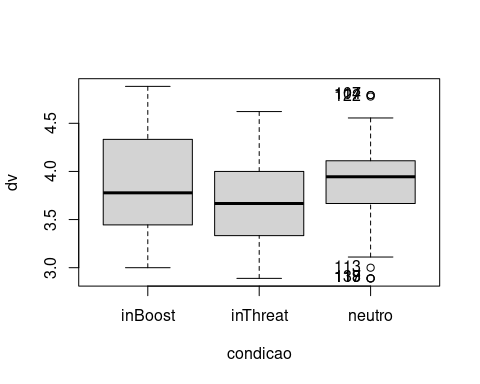 dv
4.5
4.0
3.5
3.0
113
inBoost
inThreat
neutro
condicao